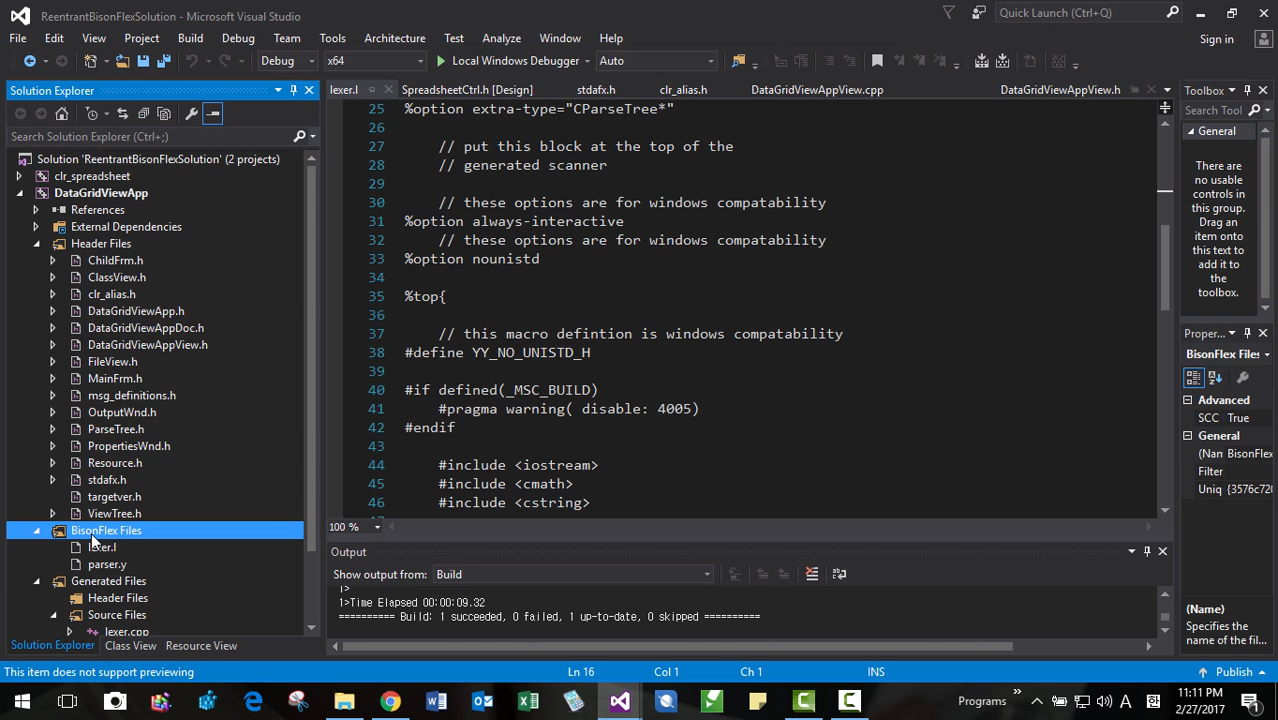 ReentrantBisonFlexSolution - Microsoft Visual Studio
Quick Launch (Ctrl+Q)
File Edit View Project Build Debug Team Tools Architecture Test Analyze Window Help
Sign in
Debug x64 Local Windows Debugger Auto
Solution Explorer
Search Solution Explorer (Ctrl+;)
Solution 'ReentrantBisonFlexSolution' (2 projects)
clr_spreadsheet
DataGridViewApp
References
External Dependencies
Header Files
ChildFrm.h
ClassView.h
clr_alias.h
DataGridViewApp.h
DataGridViewAppDoc.h
DataGridViewAppView.h
FileView.h
MainFrm.h
msg_definitions.h
OutputWnd.h
ParseTree.h
PropertiesWnd.h
Resource.h
stdafx.h
targetver.h
ViewTree.h
BisonFlex Files
lexer.l
parser.y
Generated Files
Header Files
Source Files
lexer.cpp
Solution Explorer Class View Resource View
lexer.l SpreadsheetCtrl.h [Design] stdafx.h clr_alias.h DataGridViewAppView.cpp DataGridViewAppView.h
25 %option extra-type="CParseTree*"
26
27 // put this block at the top of the
28 // generated scanner
29
30 // these options are for windows compatability
31 %option always-interactive
32 // these options are for windows compatability
33 %option nounistd
34
35 %top{
36
37 // this macro defintion is windows compatability
38 #define YY_NO_UNISTD_H
39
40 #if defined(_MSC_BUILD)
41 #pragma warning( disable: 4005)
42 #endif
43
44 #include <iostream>
45 #include <cmath>
46 #include <cstring>
100 %
Output
Show output from: Build
1>
1>Time Elapsed 00:00:09.32
========== Build: 1 succeeded, 0 failed, 1 up-to-date, 0 skipped ==========
Toolbox
Search Tool
General
There are
no usable
controls in
this group.
Drag an
item onto
this text to
add it to
the
toolbox.
Proper...
BisonFlex Files
Advanced
SCC True
General
(Nan BisonFlex
Filter
Uniq {3576c72
(Name)
Specifies the
name of the fil...
This item does not support previewing
Ln 16 Col 1 Ch 1 INS
Publish
Programs
A
11:11 PM
2/27/2017
1